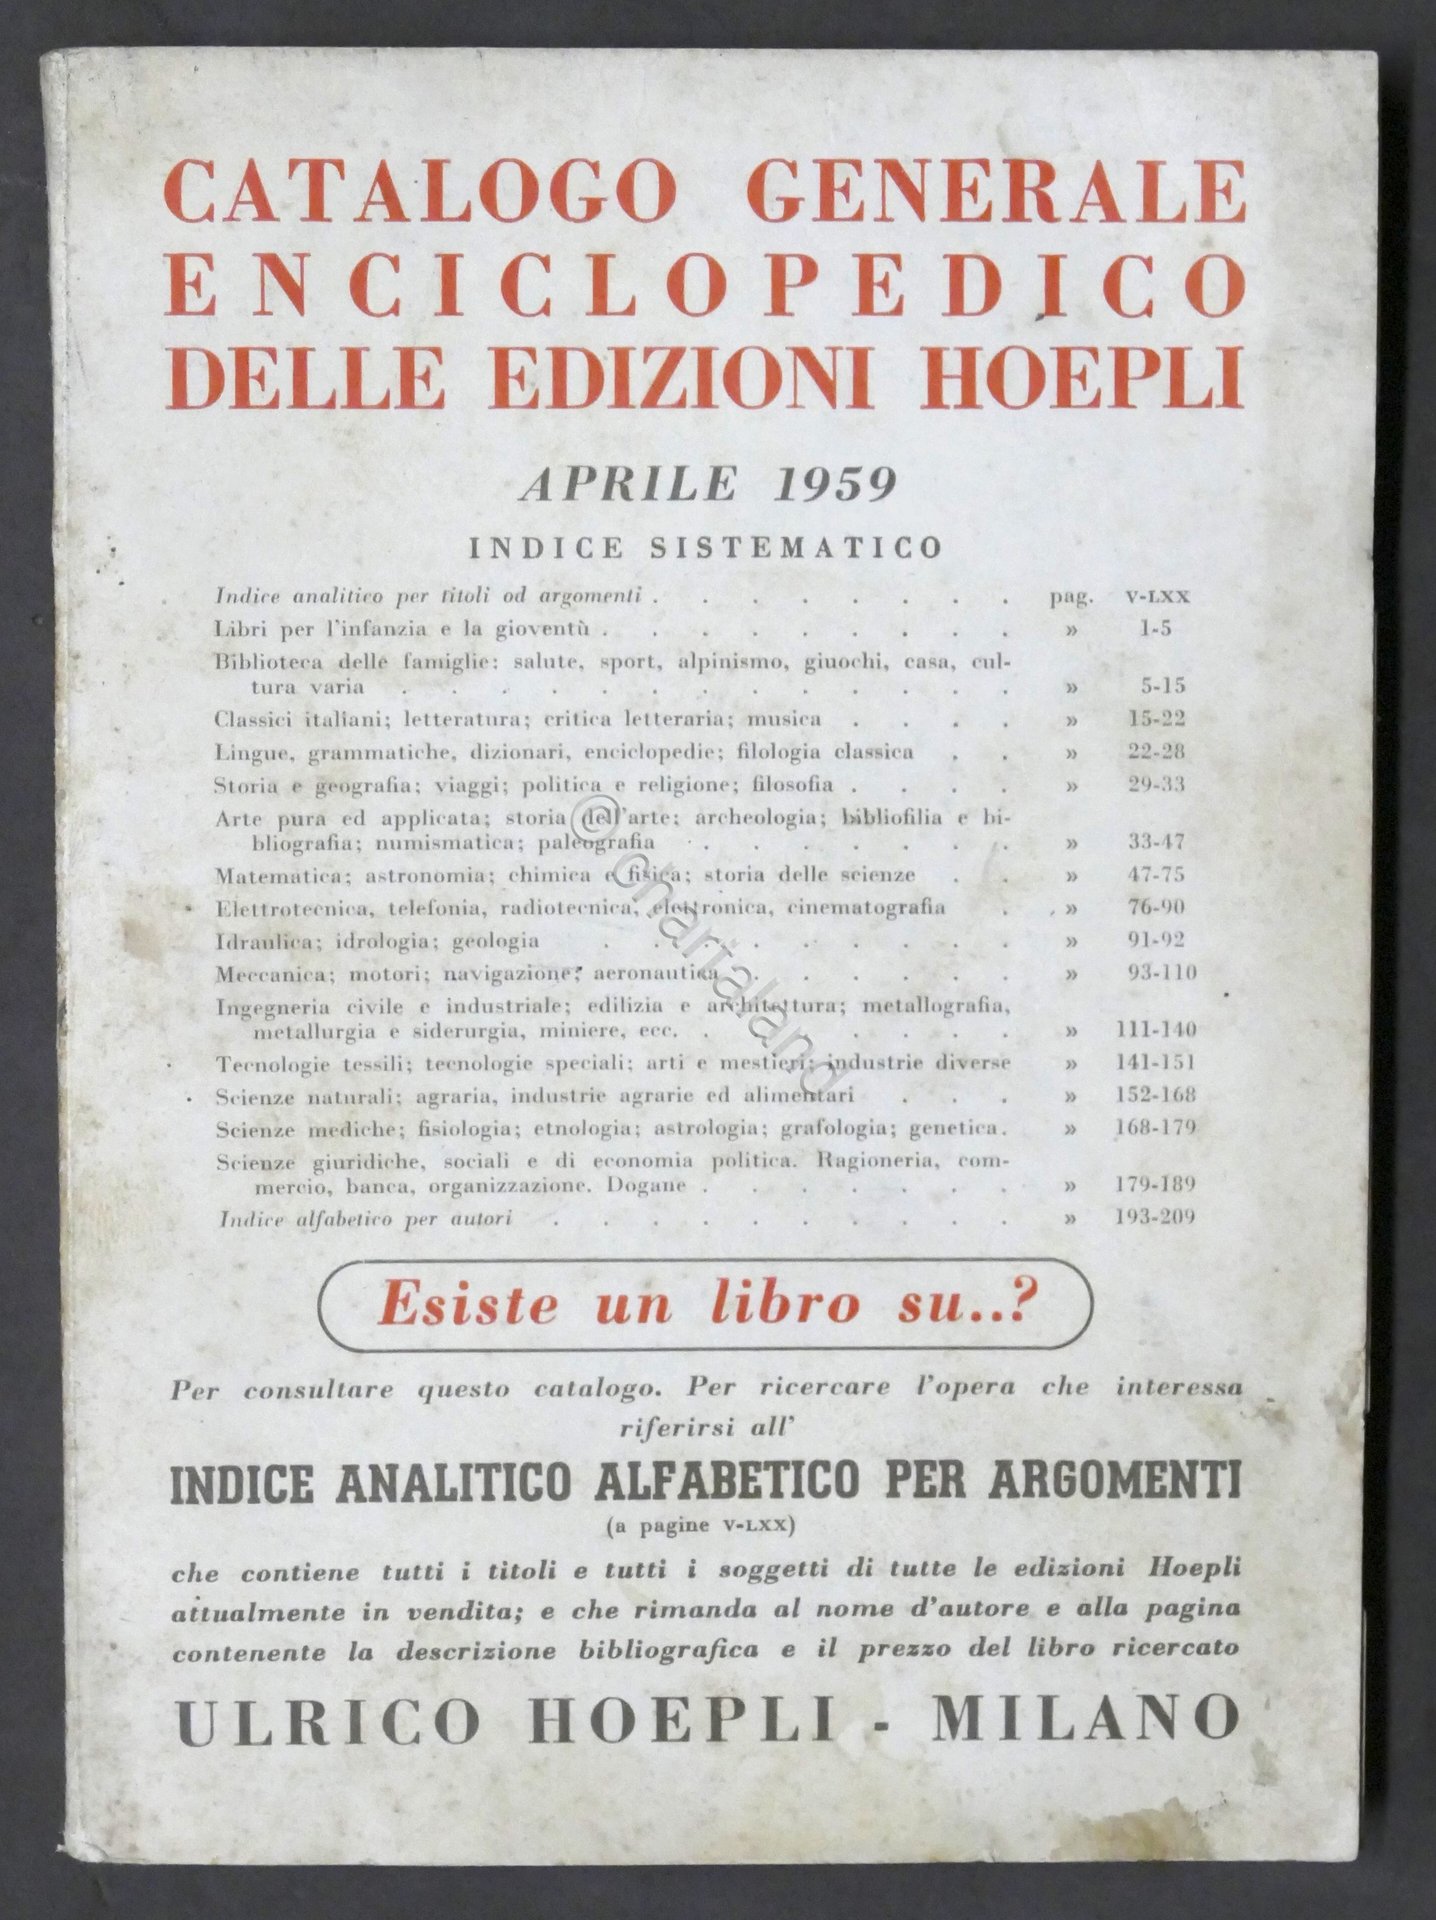 CATALOGO GENERALE
ENCICLOPEDICO
DELLE EDIZIONI HOEPLI
APRILE 1959
INDICE SISTEMATICO
Indice analitico per titoli od argomenti . . . . . . . . pag. V-LXX
Libri per l'infanzia e la gioventù . . . . . . . . . » 1-5
Biblioteca delle famiglie: salute, sport, alpinismo, giuochi, casa, cul-
tura varia . . . . . . . . . . . . . » 5-15
Classici italiani; letteratura; critica letteraria; musica . . . . » 15-22
Lingue, grammatiche, dizionari, enciclopedie; filologia classica . . » 22-28
Storia e geografia; viaggi; politica e religione; filosofia . . . . » 29-33
Arte pura ed applicata; storia dell'arte; archeologia; bibliofilia e bi-
bliografia; numismatica; paleografia . . . . . . . » 33-47
Matematica; astronomia; chimica e fisica; storia delle scienze . . » 47-75
Elettrotecnica, telefonia, radiotecnica, elettronica, cinematografia . » 76-90
Idraulica; idrologia; geologia . . . . . . . . . » 91-92
Meccanica; motori; navigazione; aeronautica . . . . . . » 93-110
Ingegneria civile e industriale; edilizia e architettura; metallografia,
metallurgia e siderurgia, miniere, ecc. . . . . . . » 111-140
Tecnologie tessili; tecnologie speciali; arti e mestieri; industrie diverse » 141-151
Scienze naturali; agraria, industrie agrarie ed alimentari . . . » 152-168
Scienze mediche; fisiologia; etnologia; astrologia; grafologia; genetica. » 168-179
Scienze giuridiche, sociali e di economia politica. Ragioneria, com-
mercio, banca, organizzazione. Dogane . . . . . . . » 179-189
Indice alfabetico per autori . . . . . . . . . . » 193-209
Esiste un libro su..?
Per consultare questo catalogo. Per ricercare l'opera che interessa
riferirsi all'
INDICE ANALITICO ALFABETICO PER ARGOMENTI
(a pagine V-LXX)
che contiene tutti i titoli e tutti i soggetti di tutte le edizioni Hoepli
attualmente in vendita; e che rimanda al nome d'autore e alla pagina
contenente la descrizione bibliografica e il prezzo del libro ricercato
ULRICO HOEPLI - MILANO
© chartaland